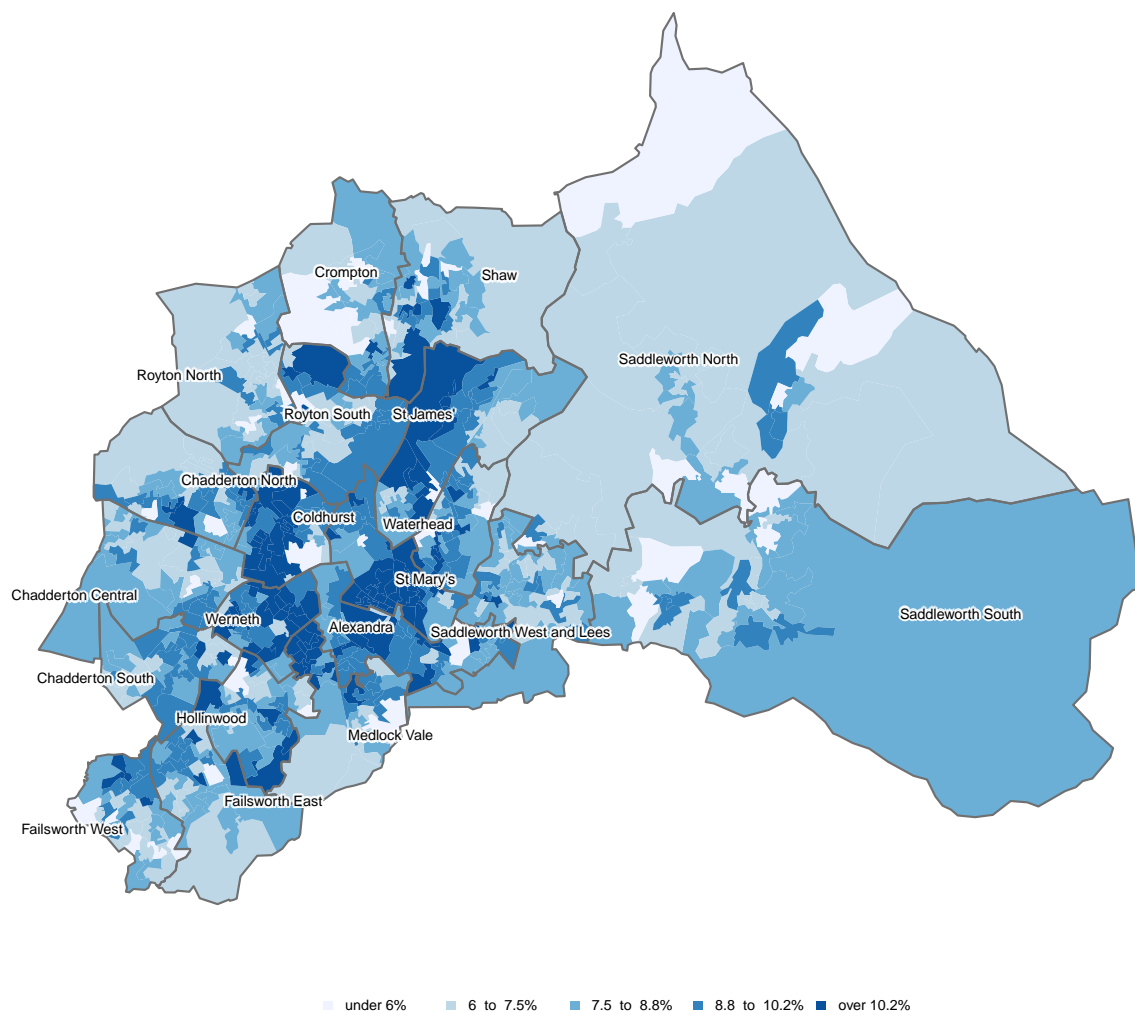 Crompton
Shaw
Saddleworth North
Royton North
Royton South
St James'
Chadderton North
Coldhurst
Waterhead
St Mary's
Chadderton Central
Werneth
Alexandra
Saddleworth West and Lees
Saddleworth South
Chadderton South
Hollinwood
Medlock Vale
Failsworth East
Failsworth West
under 6% 6 to 7.5% 7.5 to 8.8% 8.8 to 10.2% over 10.2%